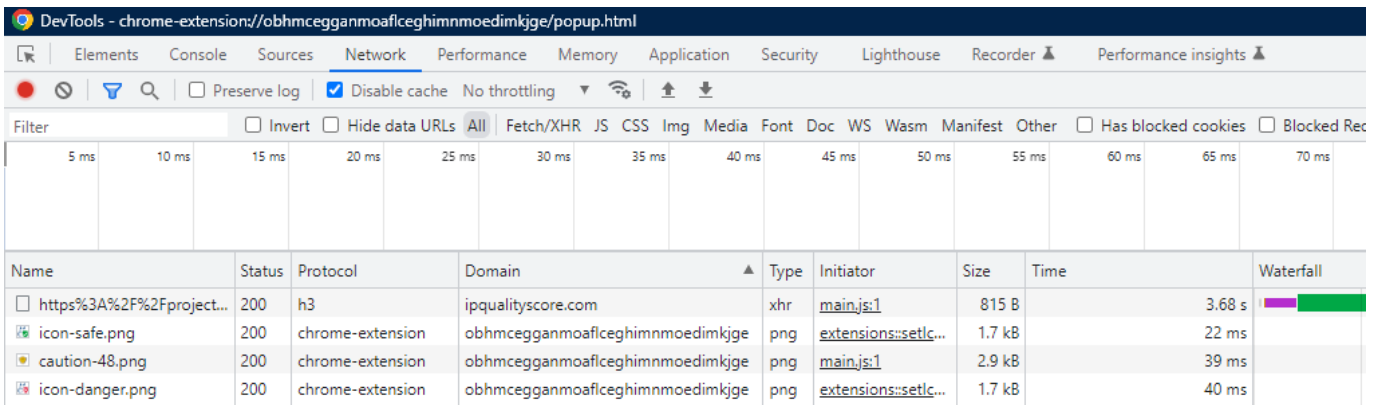 DevTools - chrome-extension://obhmcegganmoaflceghimnmoedimkjge/popup.html
Elements Console Sources Network Performance Memory Application Security Lighthouse Recorder Performance insights
Preserve log Disable cache No throttling
Filter Invert Hide data URLs All Fetch/XHR JS CSS Img Media Font Doc WS Wasm Manifest Other Has blocked cookies Blocked Rec
5 ms 10 ms 15 ms 20 ms 25 ms 30 ms 35 ms 40 ms 45 ms 50 ms 55 ms 60 ms 65 ms 70 ms
Name Status Protocol Domain Type Initiator Size Time Waterfall
https%3A%2F%2Fproject... 200 h3 ipqualityscore.com xhr main.js:1 815 B 3.68 s
icon-safe.png 200 chrome-extension obhmcegganmoaflceghimnmoedimkjge png extensions::setIc... 1.7 kB 22 ms
caution-48.png 200 chrome-extension obhmcegganmoaflceghimnmoedimkjge png main.js:1 2.9 kB 39 ms
icon-danger.png 200 chrome-extension obhmcegganmoaflceghimnmoedimkjge png extensions::setIc... 1.7 kB 40 ms